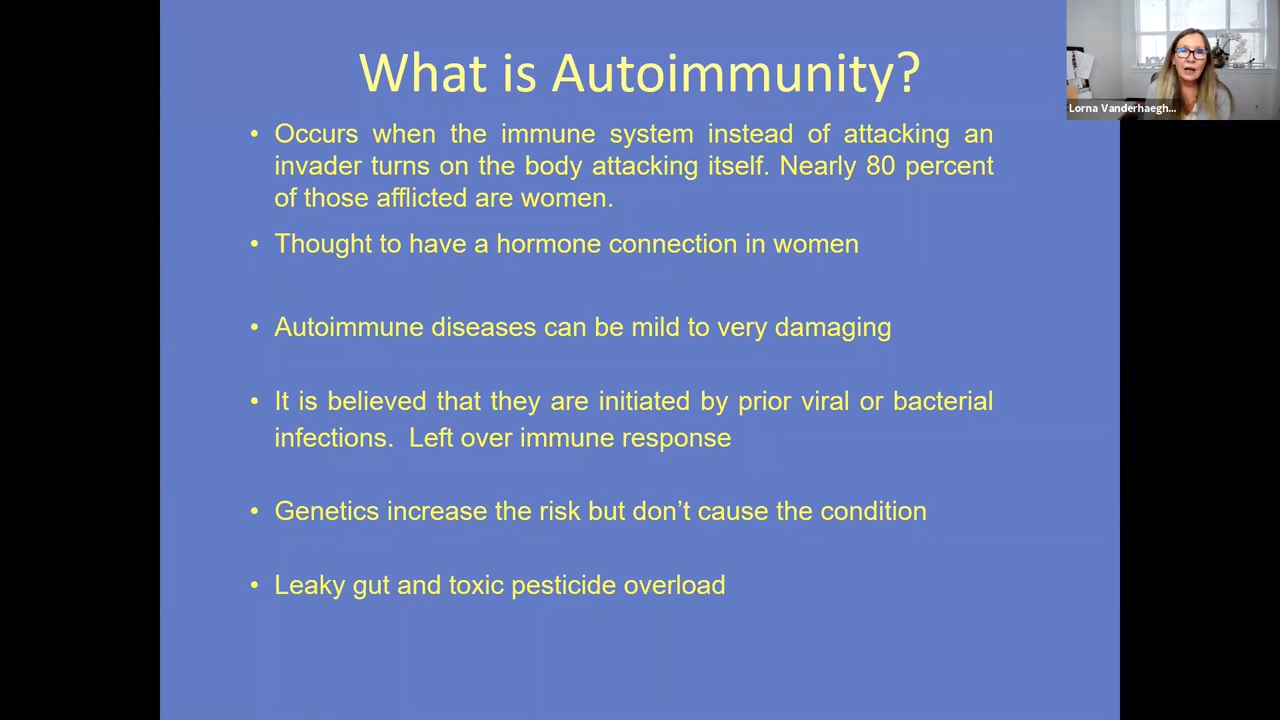 What is Autoimmunity?
Lorna Vanderhaegh...
• Occurs when the immune system instead of attacking an
invader turns on the body attacking itself. Nearly 80 percent
of those afflicted are women.
• Thought to have a hormone connection in women
• Autoimmune diseases can be mild to very damaging
• It is believed that they are initiated by prior viral or bacterial
infections.  Left over immune response
• Genetics increase the risk but don’t cause the condition
• Leaky gut and toxic pesticide overload